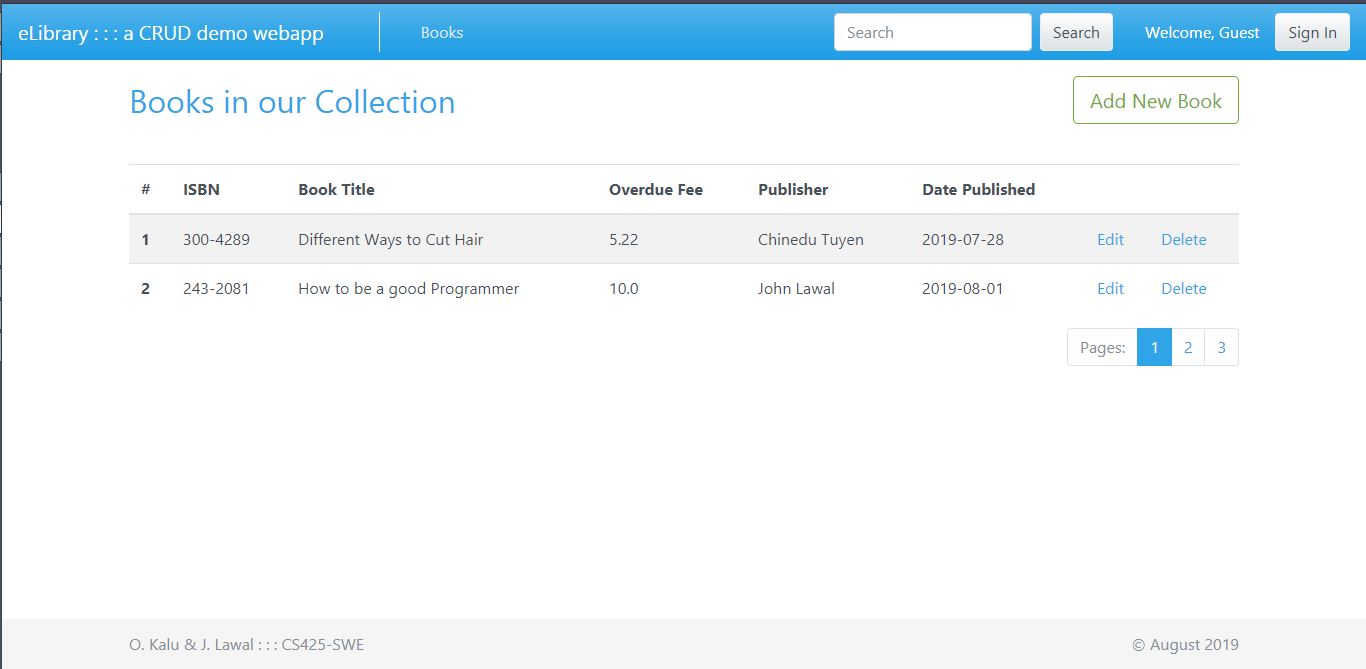 eLibrary : : : a CRUD demo webapp Books Search Search Welcome, Guest Sign In
Books in our Collection Add New Book
# ISBN Book Title Overdue Fee Publisher Date Published
1 300-4289 Different Ways to Cut Hair 5.22 Chinedu Tuyen 2019-07-28 Edit Delete
2 243-2081 How to be a good Programmer 10.0 John Lawal 2019-08-01 Edit Delete
Pages: 1 2 3
O. Kalu & J. Lawal : : : CS425-SWE © August 2019